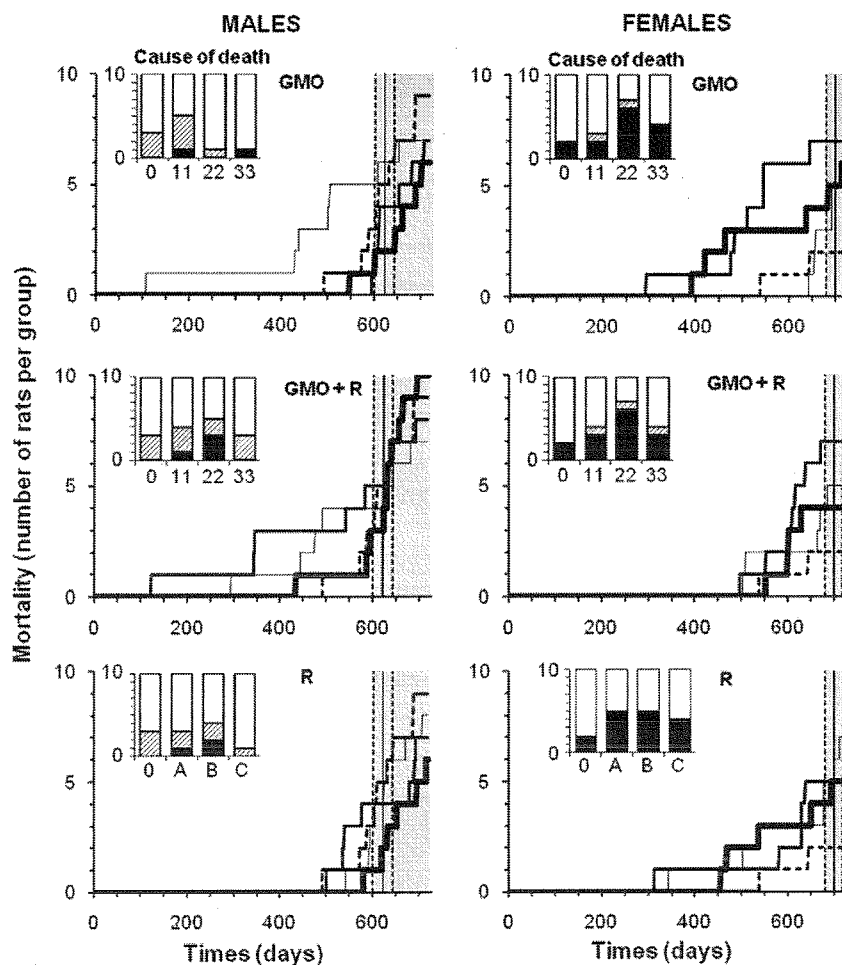 MALES
FEMALES
Cause of death
Cause of death
10
10
GMO
10
10
GMO
0
0
0 11 22 33
0 11 22 33
5
5
0
0
0 200 400 600
0 200 400 600
10
10
GMO + R
10
10
GMO + R
0
0
0 11 22 33
0 11 22 33
5
5
0
0
0 200 400 600
0 200 400 600
10
10
R
10
10
R
0
0
0 A B C
0 A B C
5
5
0
0
0 200 400 600
0 200 400 600
Mortality (number of rats per group)
Times (days)
Times (days)